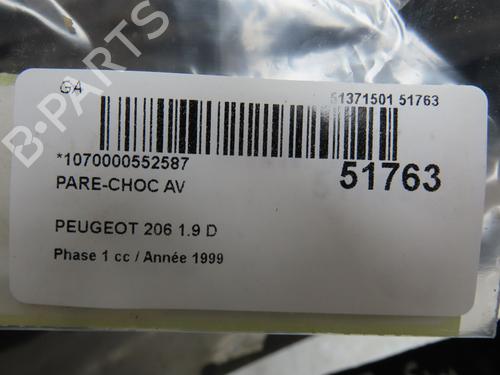 GA
51371501 51763
*1070000552587
51763
PARE-CHOC AV
PEUGEOT 206 1.9 D
Phase 1 cc / Année 1999
B-PARTS